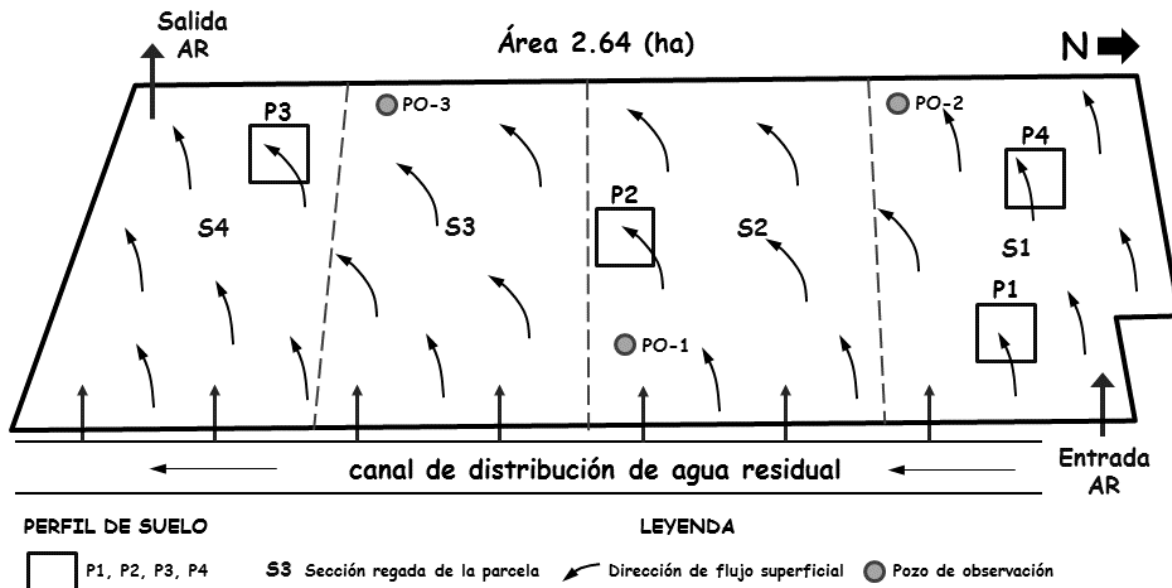 Salida
AR
Área 2.64 (ha)
N
P3
PO-3
PO-2
P4
P2
S4
S3
S2
S1
P1
PO-1
canal de distribución de agua residual
Entrada
AR
PERFIL DE SUELO
LEYENDA
P1, P2, P3, P4
S3 Sección regada de la parcela
Dirección de flujo superficial
Pozo de observación